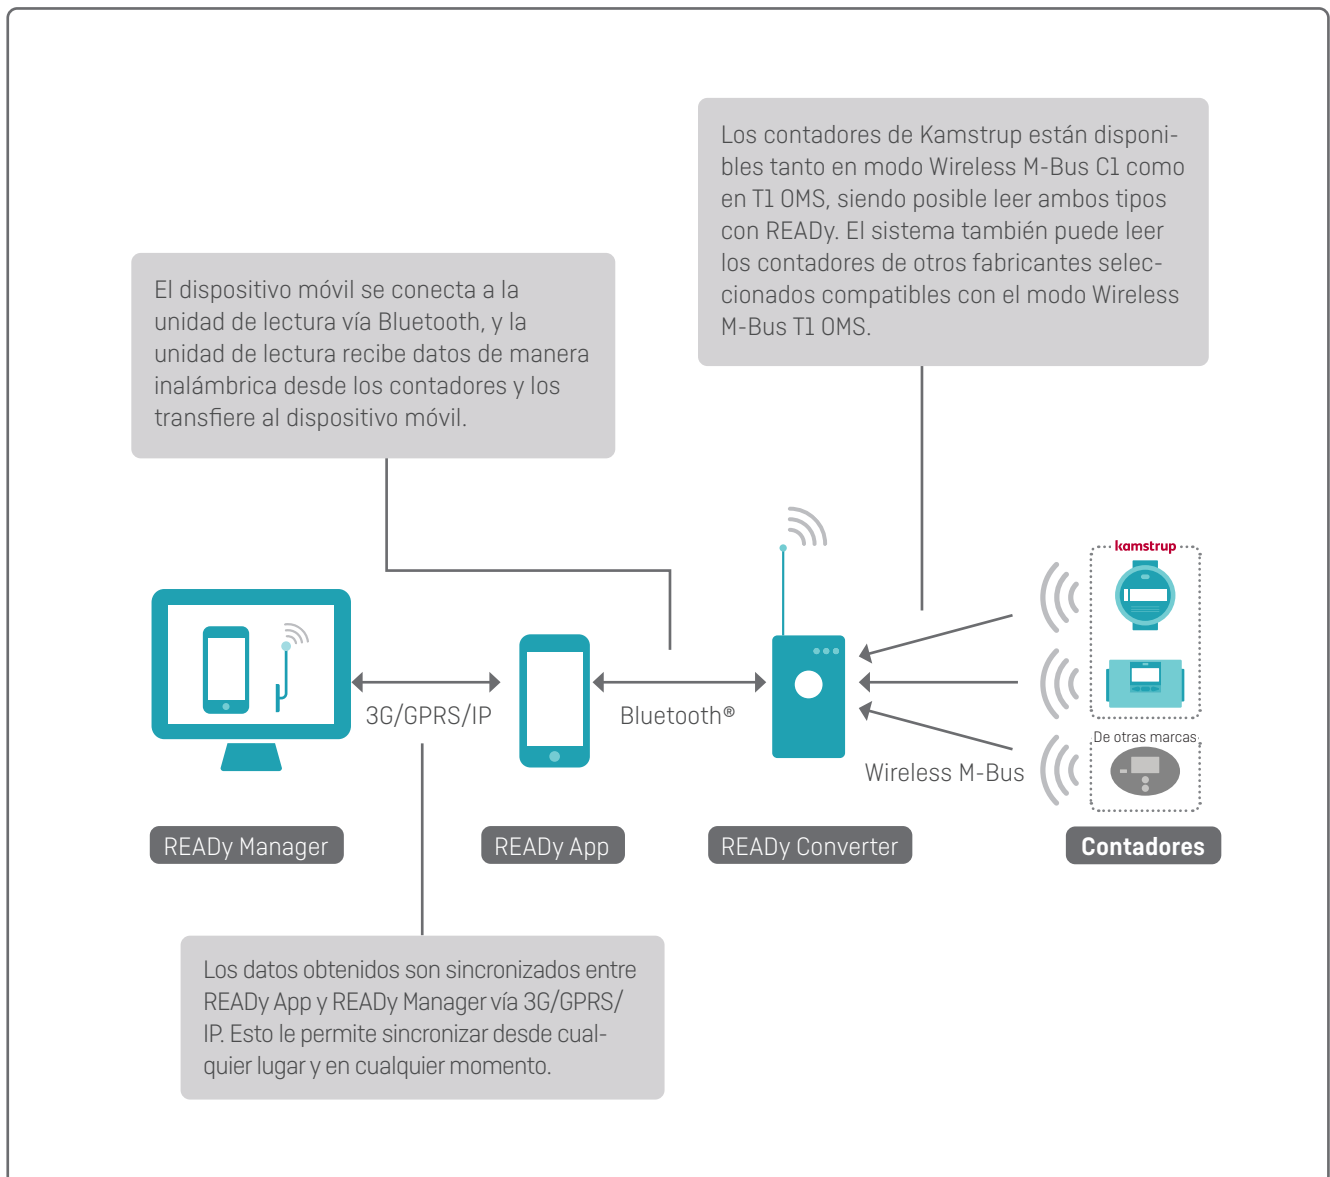 Los contadores de Kamstrup están disponi-
bles tanto en modo Wireless M-Bus C1 como
en T1 OMS, siendo posible leer ambos tipos
con READy. El sistema también puede leer
los contadores de otros fabricantes selec-
cionados compatibles con el modo Wireless
M-Bus T1 OMS.
El dispositivo móvil se conecta a la
unidad de lectura vía Bluetooth, y la
unidad de lectura recibe datos de manera
inalámbrica desde los contadores y los
transfiere al dispositivo móvil.
kamstrup
3G/GPRS/IP
Bluetooth®
De otras marcas
Wireless M-Bus
READy Manager
READy App
READy Converter
Contadores
Los datos obtenidos son sincronizados entre
READy App y READy Manager vía 3G/GPRS/
IP. Esto le permite sincronizar desde cual-
quier lugar y en cualquier momento.